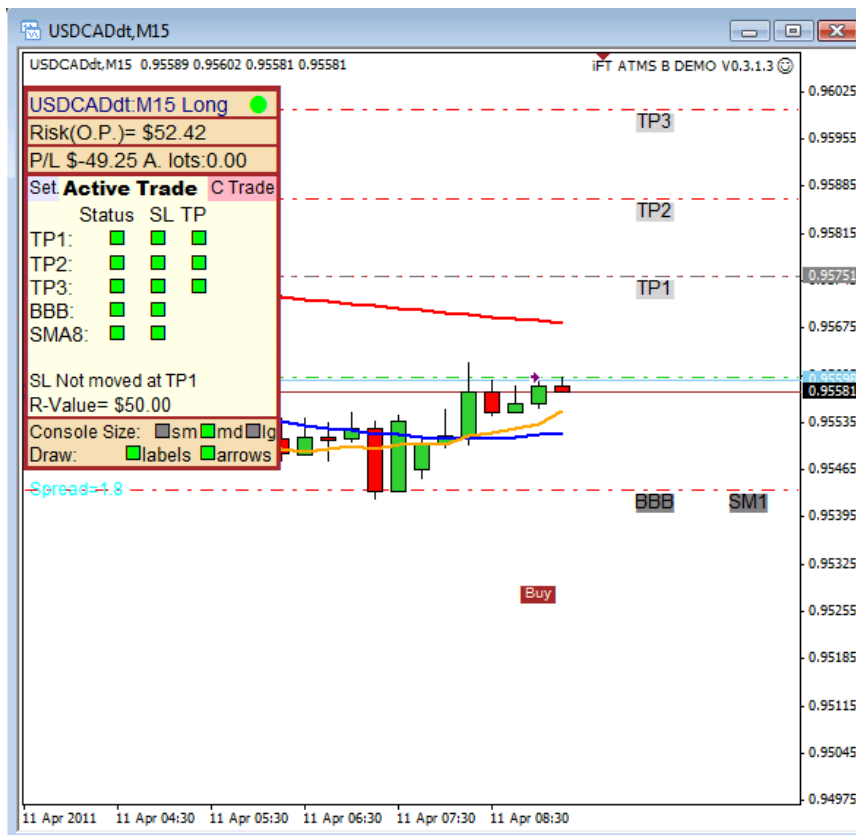 USDCADdt,M15
USDCADdt,M15 0.95589 0.95602 0.95581 0.95581
iFT ATMS B DEMO V0.3.1.3
USDCADdt:M15 Long
Risk(O.P.)= $52.42
P/L $-49.25 A. lots:0.00
Set. Active Trade C Trade
Status SL TP
TP1:
TP2:
TP3:
BBB:
SMA8:
SL Not moved at TP1
R-Value= $50.00
Console Size: sm md lg
Draw: labels arrows
Spread=1.8
TP3
TP2
TP1
BBB SM1
Buy
0.96025
0.95955
0.95885
0.95815
0.95751
0.95675
0.95581
0.95535
0.95465
0.95395
0.95325
0.95255
0.95185
0.95115
0.95045
0.94975
11 Apr 2011 11 Apr 04:30 11 Apr 05:30 11 Apr 06:30 11 Apr 07:30 11 Apr 08:30